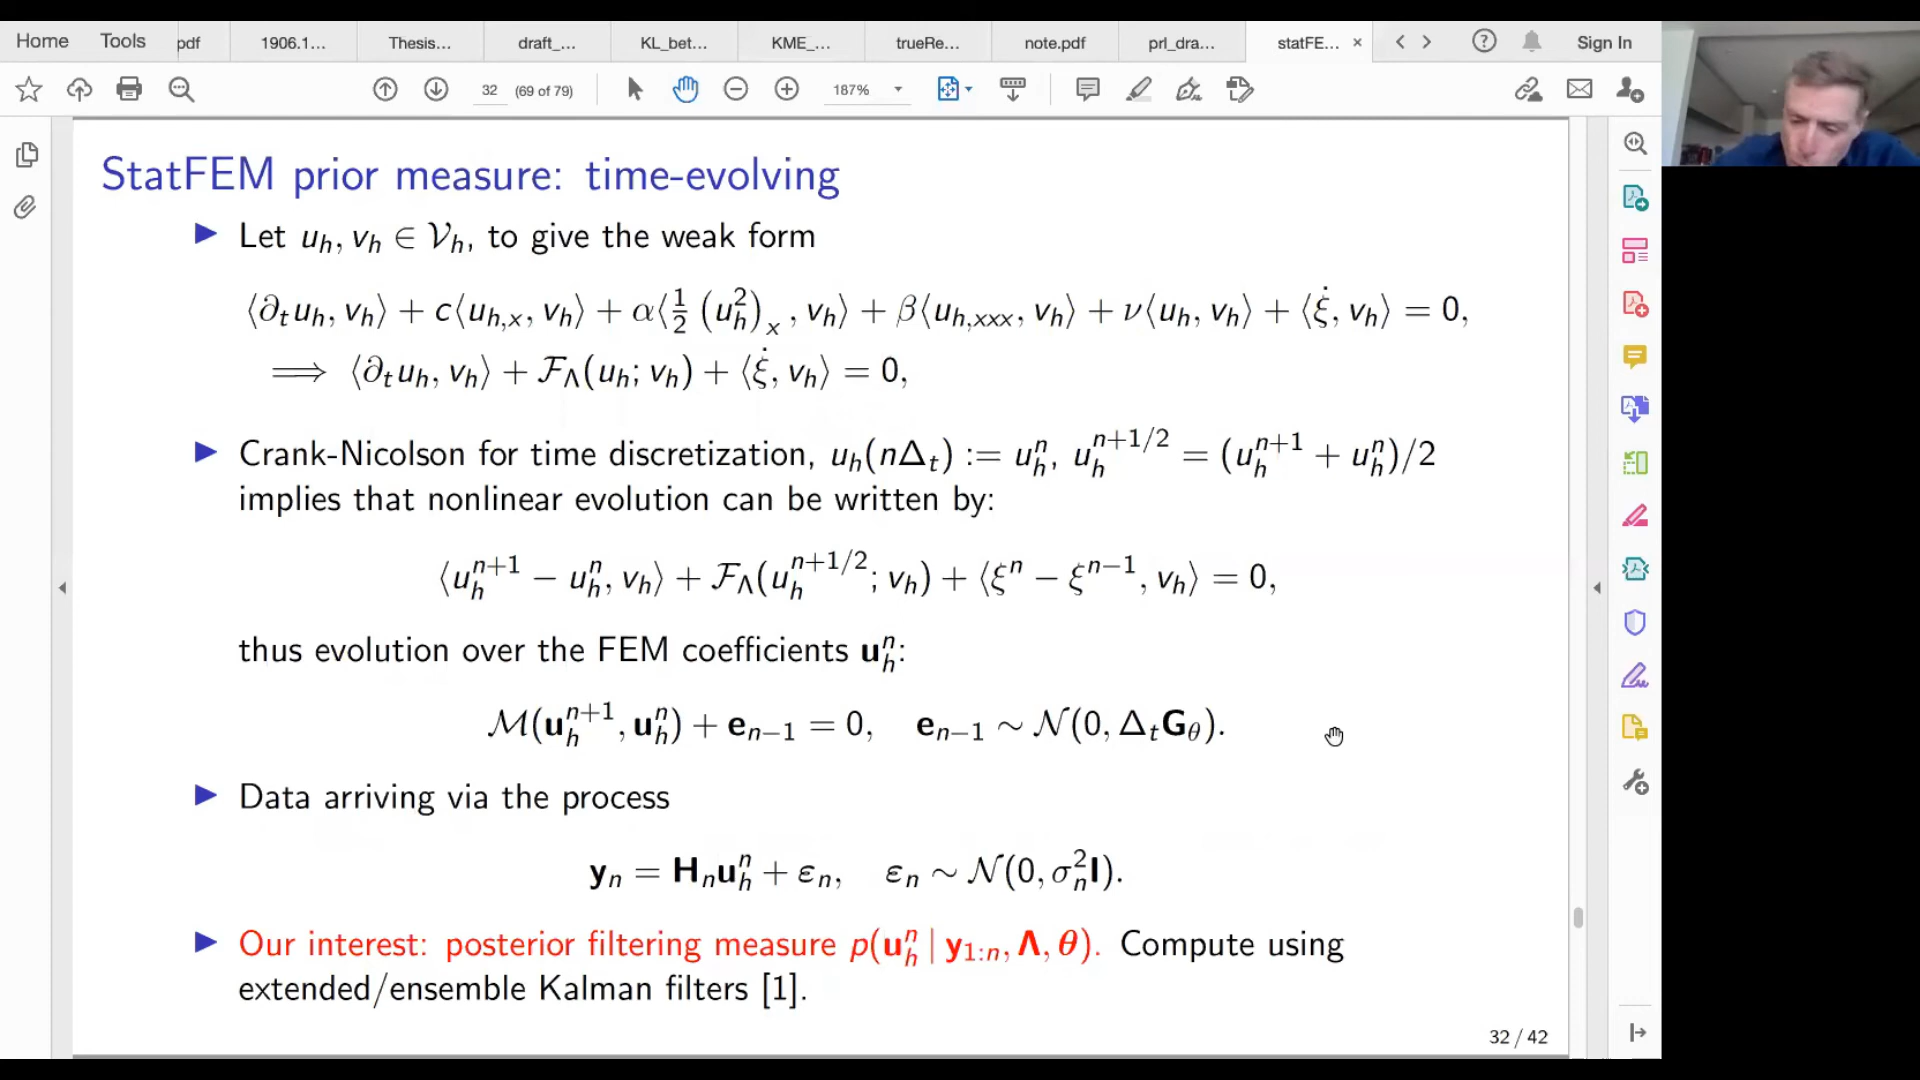 Home Tools pdf 1906.1... Thesis... draft_... KL_bet... KME_... trueRe... note.pdf prl_dra... statFE... × Sign In
32 (69 of 79) 187%
StatFEM prior measure: time-evolving
▶ Let u_h, v_h ∈ 𝒱_h, to give the weak form
⟨∂_t u_h, v_h⟩ + c⟨u_{h,x}, v_h⟩ + α⟨½ (u_h^2)_x, v_h⟩ + β⟨u_{h,xxx}, v_h⟩ + ν⟨u_h, v_h⟩ + ⟨ξ̇, v_h⟩ = 0,
⟹ ⟨∂_t u_h, v_h⟩ + ℱ_Λ(u_h; v_h) + ⟨ξ̇, v_h⟩ = 0,
▶ Crank-Nicolson for time discretization, u_h(nΔ_t) := u_h^n, u_h^{n+1/2} = (u_h^{n+1} + u_h^n)/2
implies that nonlinear evolution can be written by:
⟨u_h^{n+1} − u_h^n, v_h⟩ + ℱ_Λ(u_h^{n+1/2}; v_h) + ⟨ξ^n − ξ^{n−1}, v_h⟩ = 0,
thus evolution over the FEM coefficients 𝐮_h^n:
ℳ(𝐮_h^{n+1}, 𝐮_h^n) + 𝐞_{n−1} = 0, 𝐞_{n−1} ∼ 𝒩(0, Δ_t𝐆_θ).
▶ Data arriving via the process
𝐲_n = 𝐇_n𝐮_h^n + ε_n, ε_n ∼ 𝒩(0, σ_n^2𝐈).
▶ Our interest: posterior filtering measure p(𝐮_h^n | 𝐲_{1:n}, 𝚲, 𝜽). Compute using
extended/ensemble Kalman filters [1].
32 / 42